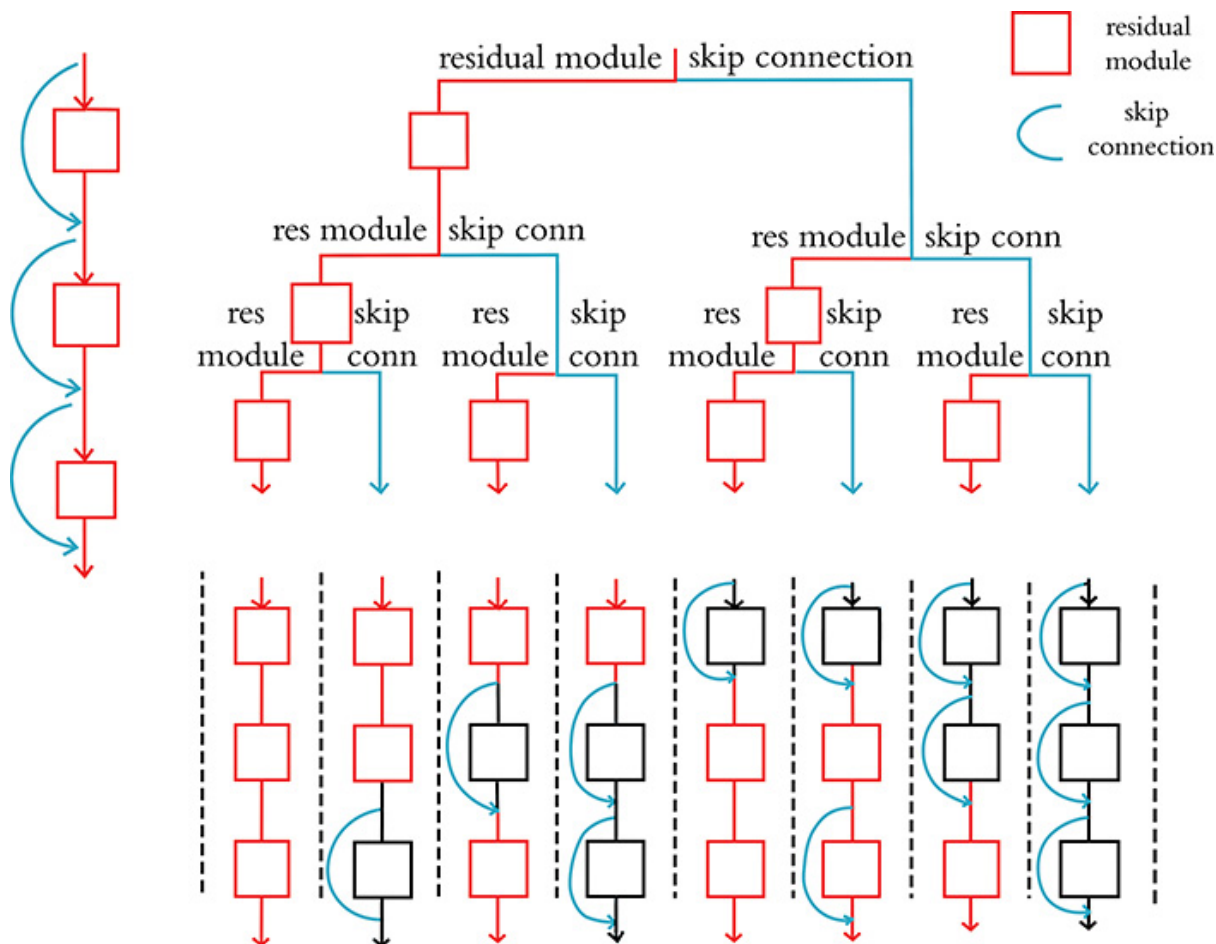 residual module skip connection
residual
module
skip
connection
res module skip conn
res module skip conn
res skip
module conn
res skip
module conn
res skip
module conn
res skip
module conn